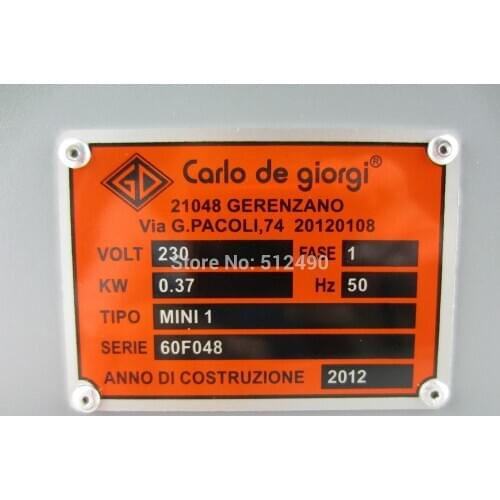 GD Carlo de giorgi®
21048 GERENZANO
Via G.PACOLI,74 20120108
VOLT 230 FASE 1
Store No: 512490
KW 0.37 Hz 50
TIPO MINI 1
SERIE 60F048
ANNO DI COSTRUZIONE 2012